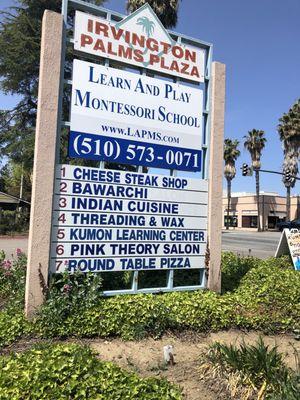 IRVINGTON
PALMS PLAZA
LEARN AND PLAY
MONTESSORI SCHOOL
WWW.LAPMS.COM
(510) 573-0071
1 CHEESE STEAK SHOP
2 BAWARCHI
3 INDIAN CUISINE
4 THREADING & WAX
5 KUMON LEARNING CENTER
6 PINK THEORY SALON
7 ROUND TABLE PIZZA